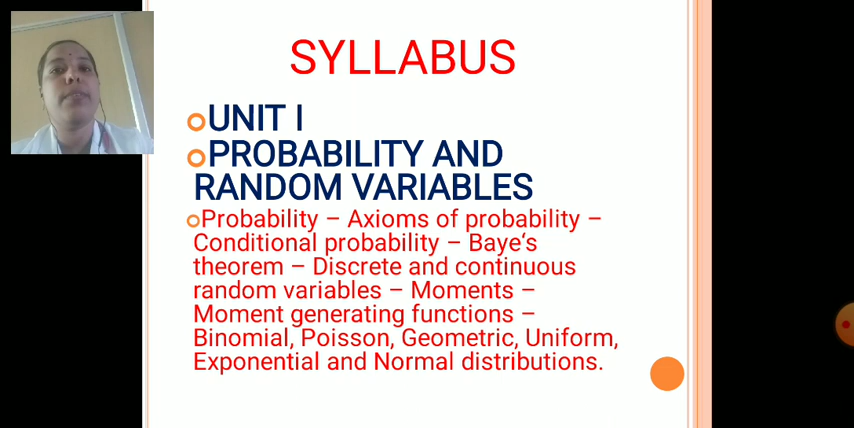 SYLLABUS
UNIT I
PROBABILITY AND
RANDOM VARIABLES
Probability – Axioms of probability –
Conditional probability – Baye‘s
theorem – Discrete and continuous
random variables – Moments –
Moment generating functions –
Binomial, Poisson, Geometric, Uniform,
Exponential and Normal distributions.